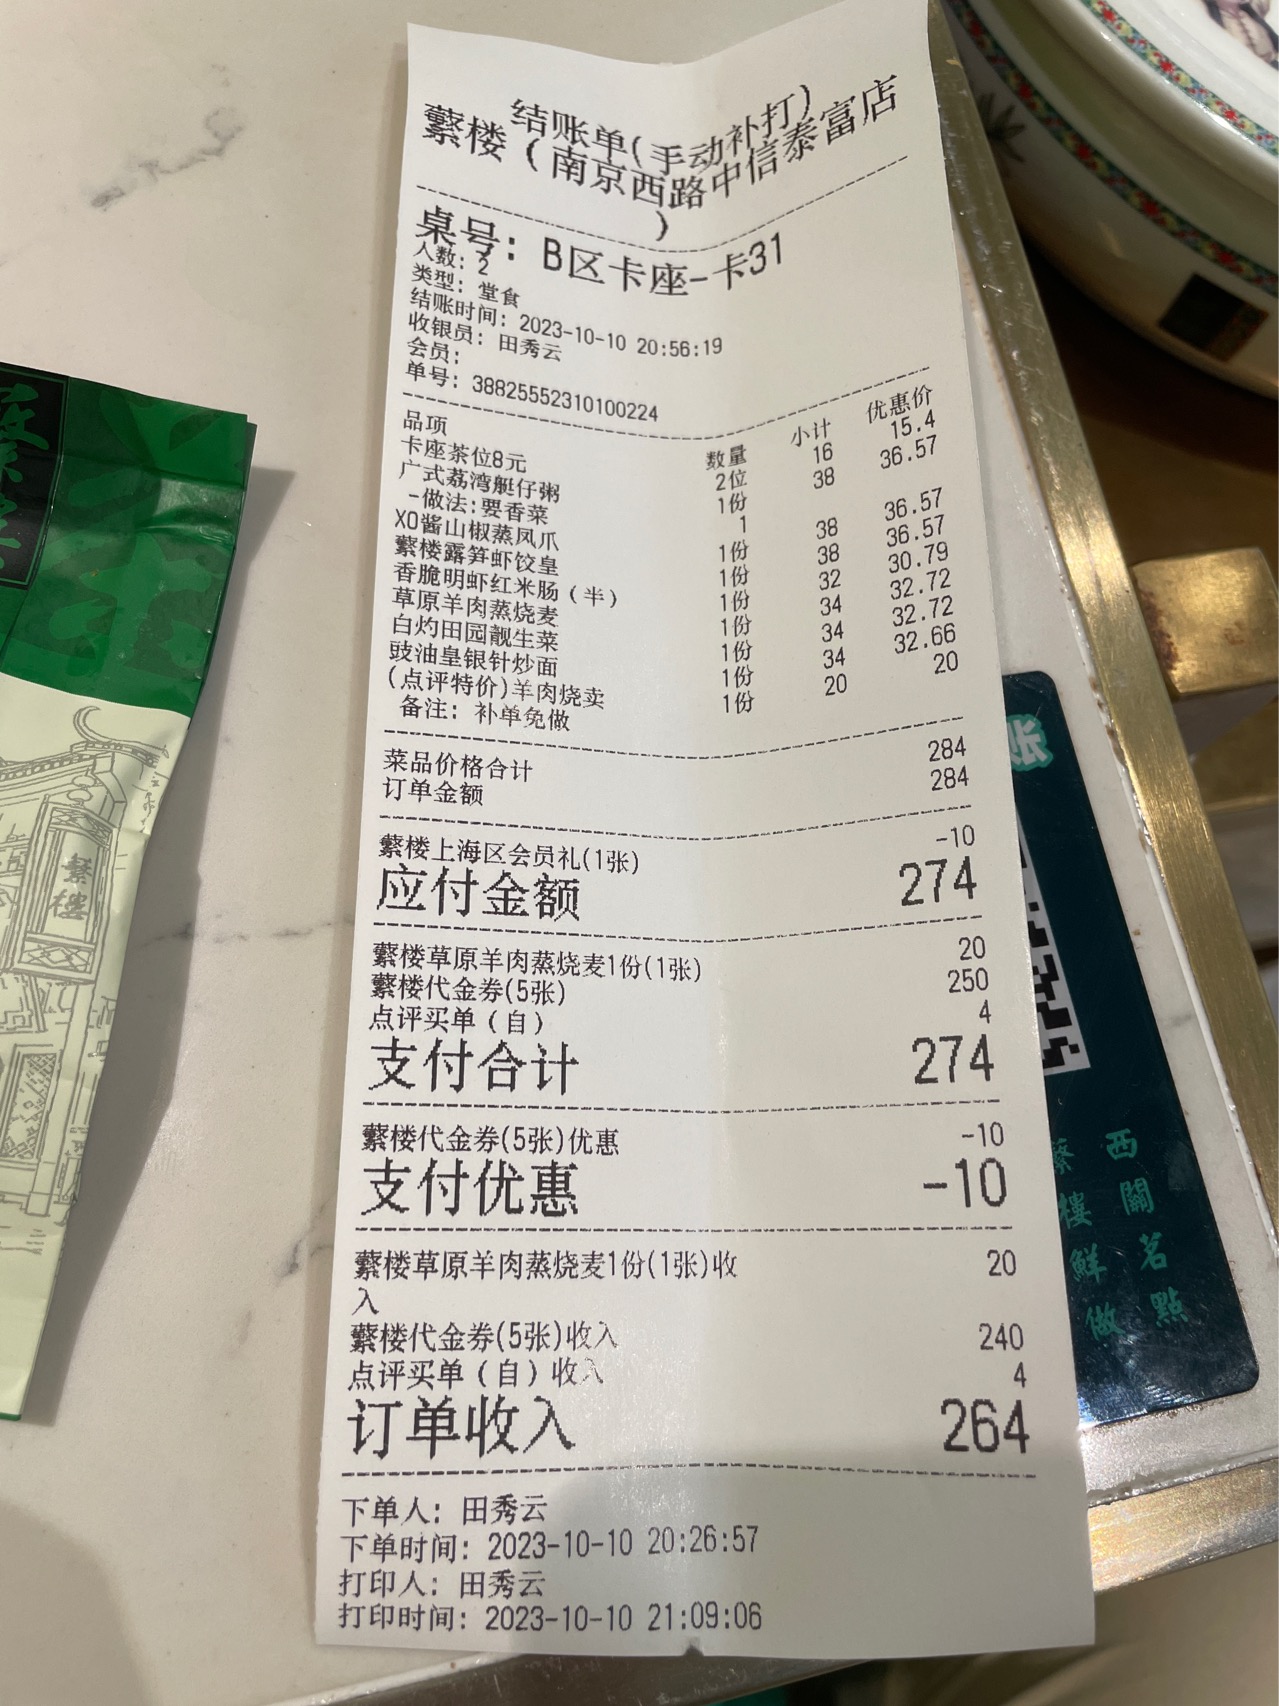 结账单(手动补打)
蘩楼（南京西路中信泰富店
）
桌号: B区卡座-卡31
人数: 2
类型: 堂食
结账时间: 2023-10-10 20:56:19
收银员: 田秀云
会员:
单号: 38825552310100224
品项 数量 小计 优惠价
卡座茶位8元 2位 16 15.4
广式荔湾艇仔粥 1份 38 36.57
-做法:要香菜 1
XO酱山椒蒸凤爪 1份 38 36.57
蘩楼露笋虾饺皇 1份 38 36.57
香脆明虾红米肠（半） 1份 32 30.79
草原羊肉蒸烧麦 1份 34 32.72
白灼田园靓生菜 1份 34 32.72
豉油皇银针炒面 1份 34 32.66
(点评特价)羊肉烧卖 1份 20 20
备注: 补单免做
菜品价格合计 284
订单金额 284
蘩楼上海区会员礼(1张) -10
应付金额 274
蘩楼草原羊肉蒸烧麦1份(1张) 20
蘩楼代金券(5张) 250
点评买单（自） 4
支付合计 274
蘩楼代金券(5张)优惠 -10
支付优惠 -10
蘩楼草原羊肉蒸烧麦1份(1张)收 20
入
蘩楼代金券(5张)收入 240
点评买单（自）收入 4
订单收入 264
下单人: 田秀云
下单时间: 2023-10-10 20:26:57
打印人: 田秀云
打印时间: 2023-10-10 21:09:06
账
西關茗點
蘩樓鮮做
蘩樓